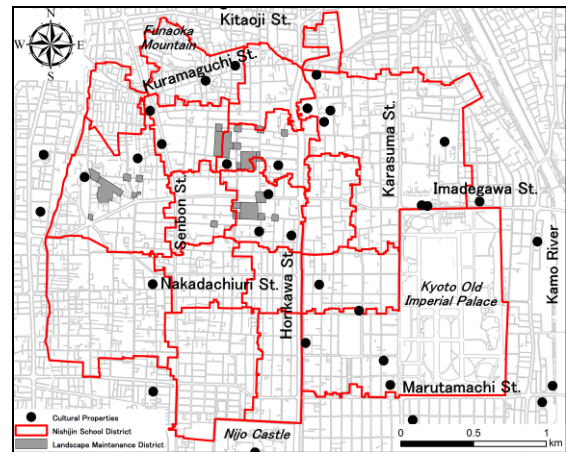 N
W
E
S
Funaoka
Mountain
Kitaoji St.
Kuramaguchi St.
Karasuma St.
Imadegawa St.
Senbon St.
Horikawa St.
Nakadachiuri St.
Kyoto Old
Imperial Palace
Kamo River
Marutamachi St.
Nijo Castle
Cultural Properties
Nishijin School District
Landscape Maintenance District
0 0.5 1
km